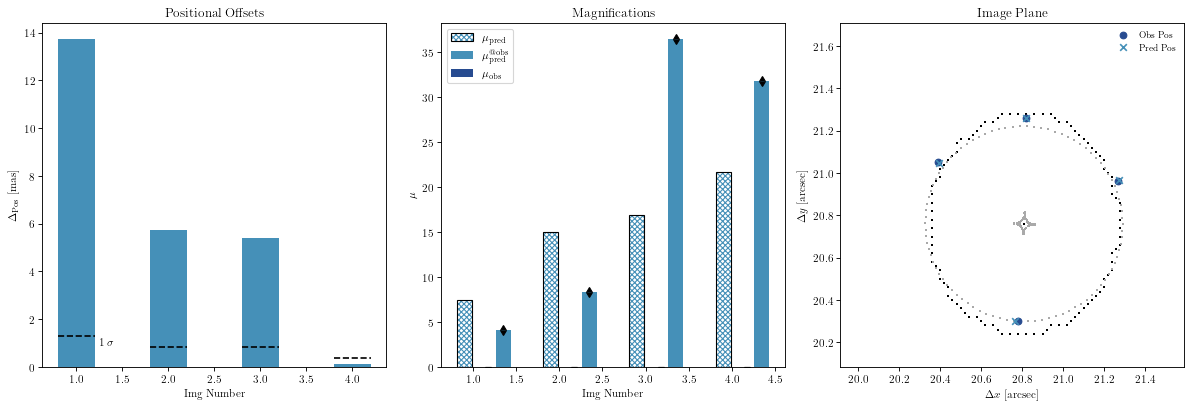 Positional Offsets
14
12
10
8
6
4
2
0
Δ_Pos [mas]
1 σ
1.0 1.5 2.0 2.5 3.0 3.5 4.0
Img Number
Magnifications
μ_pred
μ_pred^@obs
μ_obs
35
30
25
20
15
10
5
0
μ
1.0 1.5 2.0 2.5 3.0 3.5 4.0 4.5
Img Number
Image Plane
Obs Pos
Pred Pos
21.6
21.4
21.2
21.0
20.8
20.6
20.4
20.2
Δy [arcsec]
20.0 20.2 20.4 20.6 20.8 21.0 21.2 21.4
Δx [arcsec]